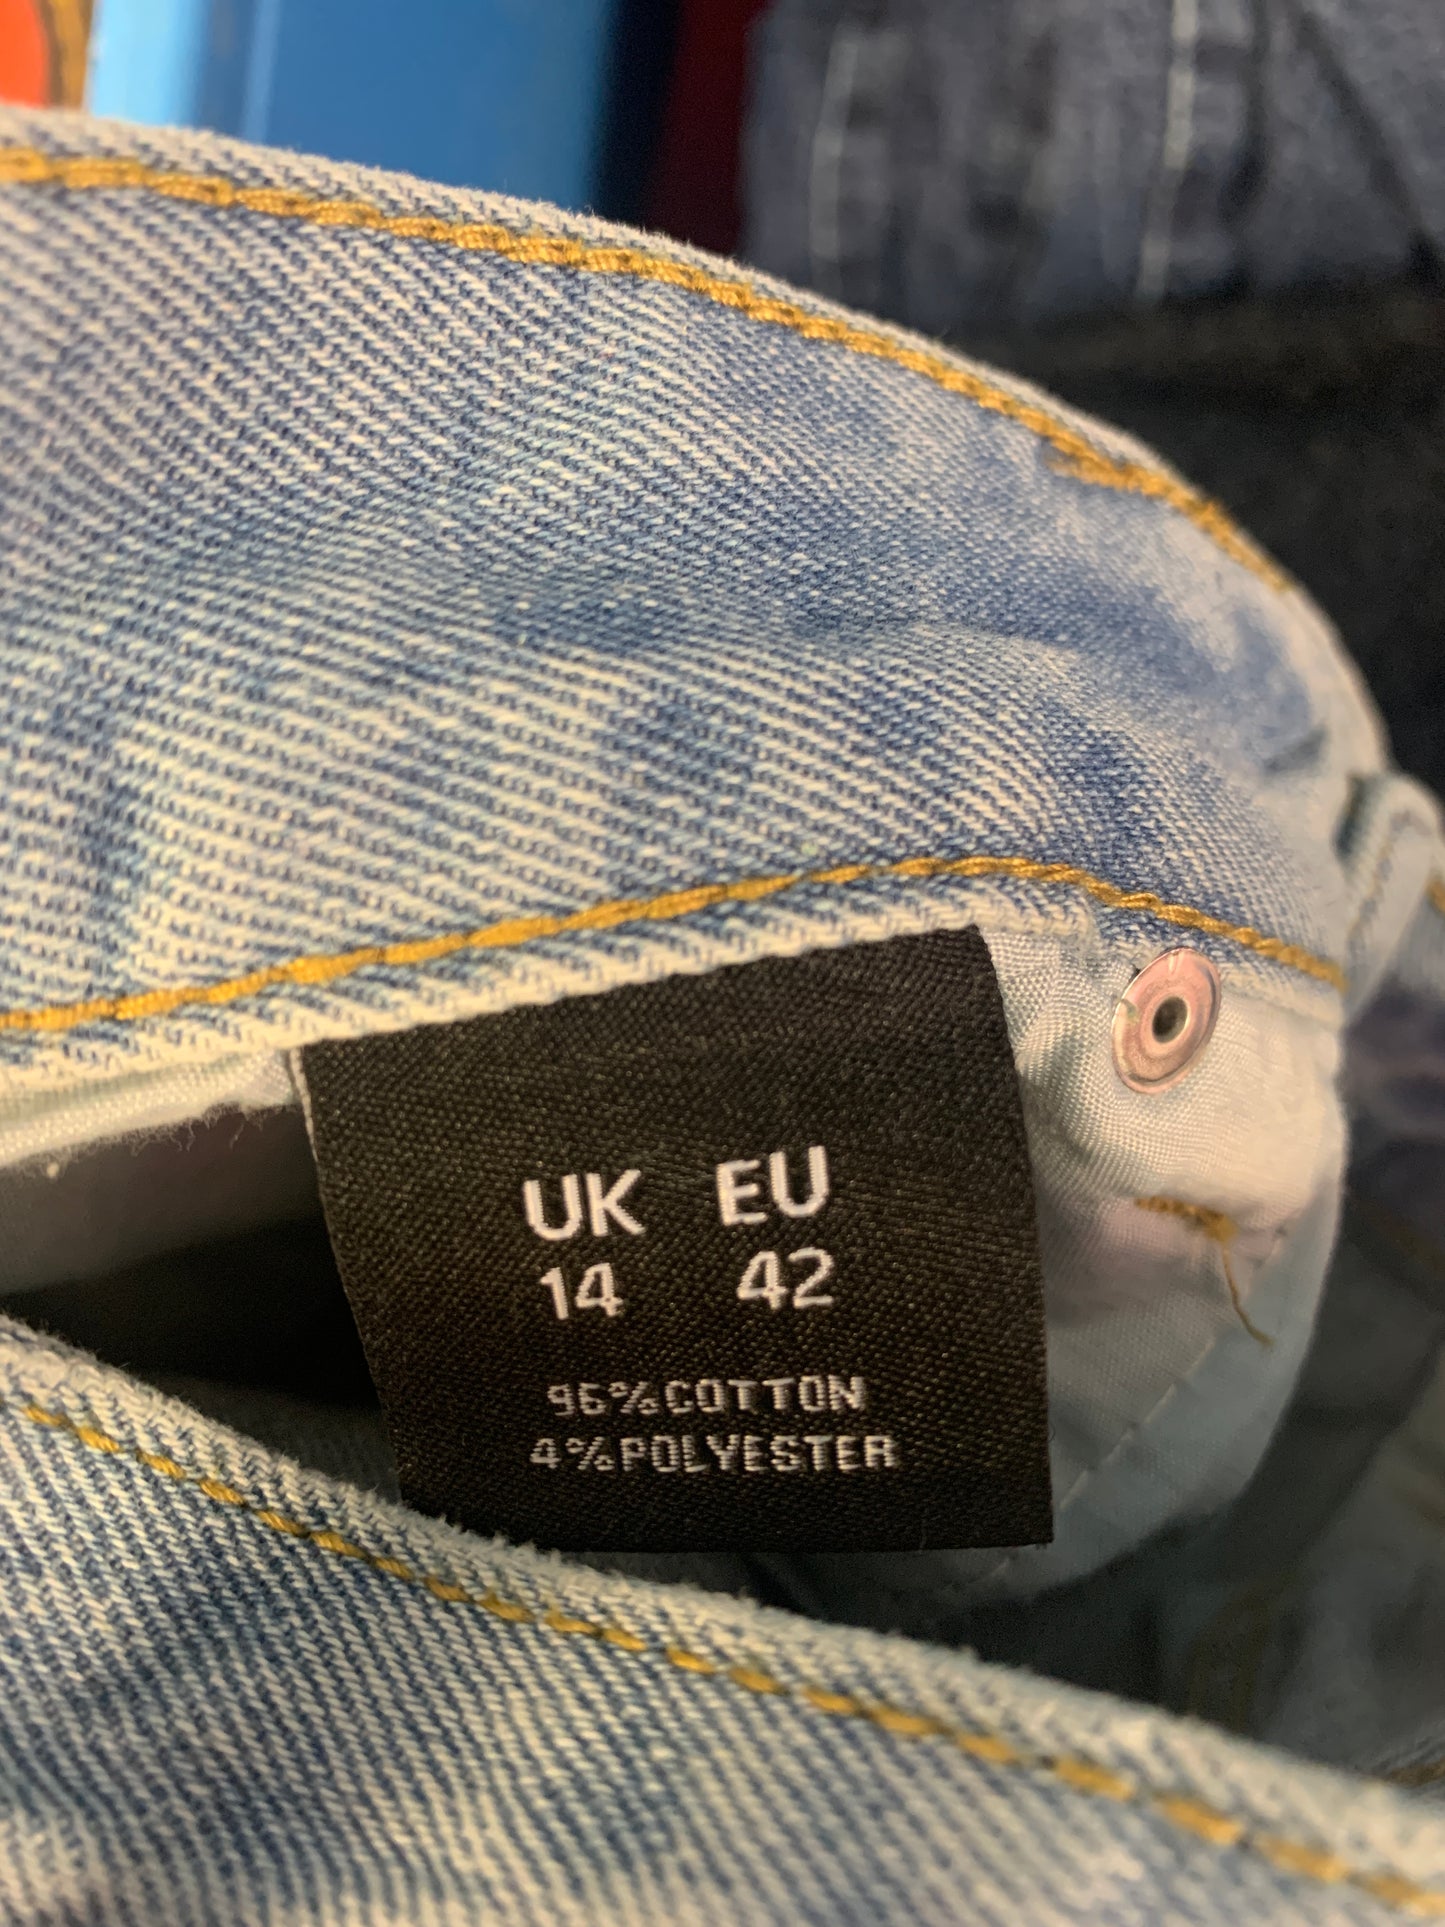 UK EU
14 42
96%COTTON
4%POLYESTER